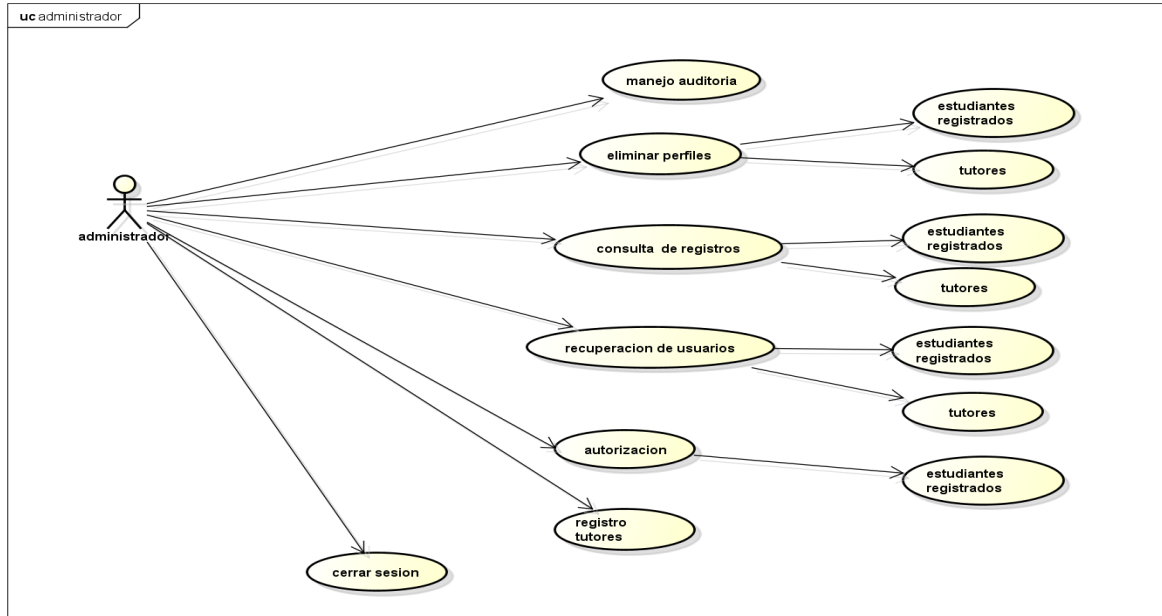 uc administrador
manejo auditoria
estudiantes
registrados
eliminar perfiles
tutores
administrador
estudiantes
registrados
consulta de registros
tutores
estudiantes
registrados
recuperacion de usuarios
tutores
autorizacion
estudiantes
registrados
registro
tutores
cerrar sesion